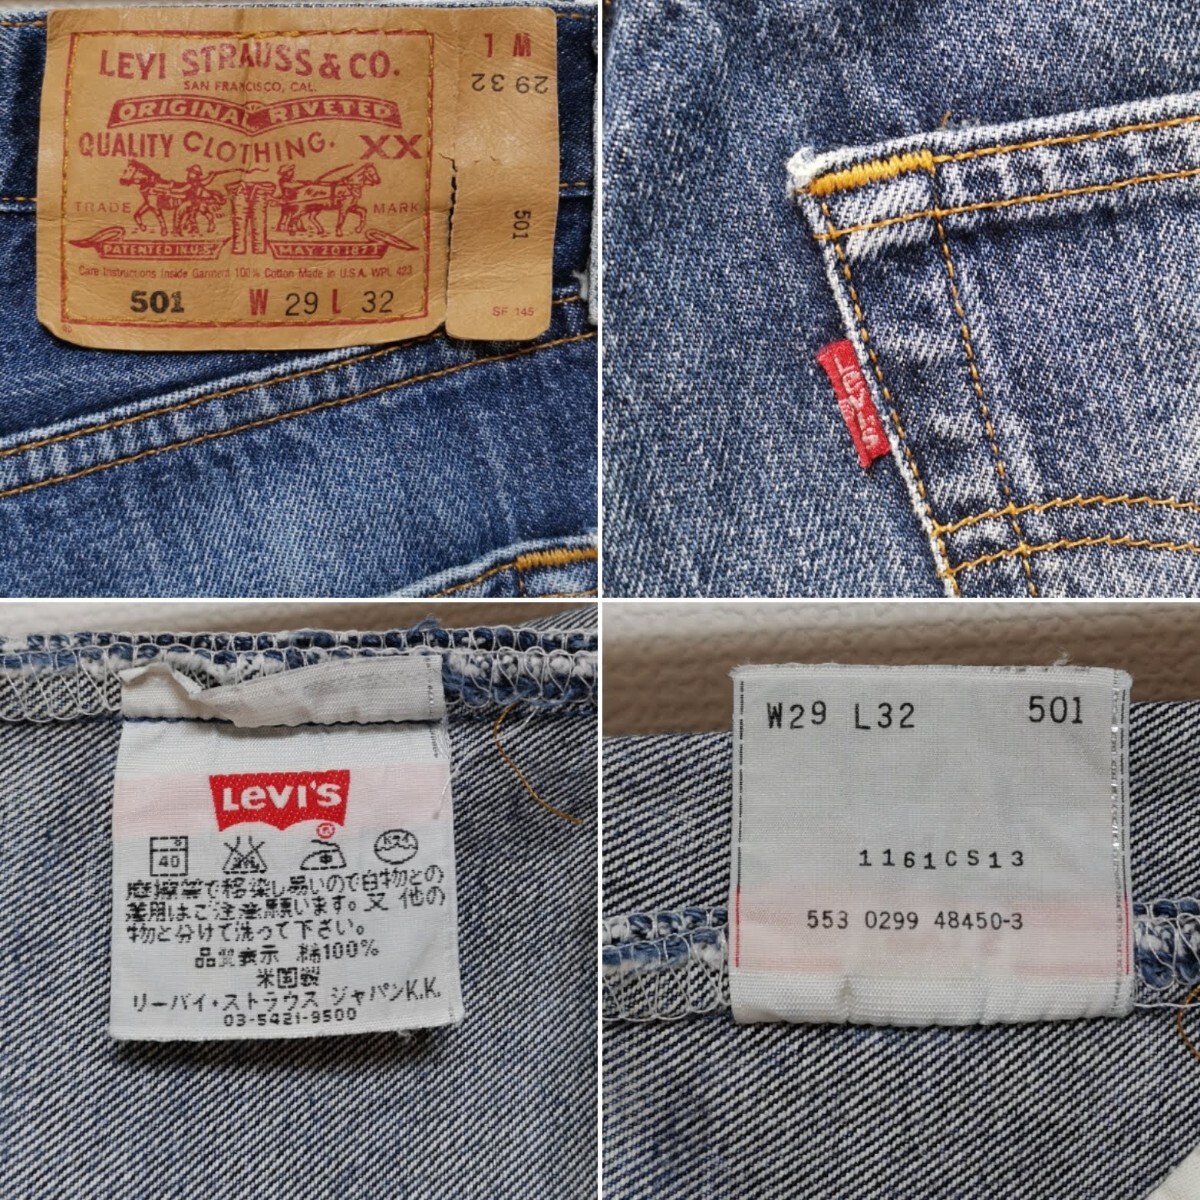 LEVI STRAUSS & CO.
SAN FRANCISCO, CAL.
ORIGINAL RIVETED
QUALITY CLOTHING. XX
TRADE MARK
PATENTED IN U.S. MAY 20 1873
Care Instructions Inside Garment 100% Cotton Made in U.S.A. WPL 423
501 W 29 L 32
®
1 M
29 32
501
SF 145
LEVI'S
LEVI'S
®
40
ドライ
摩擦等で移染し易いので白物との
着用はご注意願います。又 他の
物と分けて洗って下さい。
品質表示 綿100%
米国製
リーバイ・ストラウス ジャパンK.K.
03-5421-9500
W29 L32 501
1161CS13
553 0299 48450-3